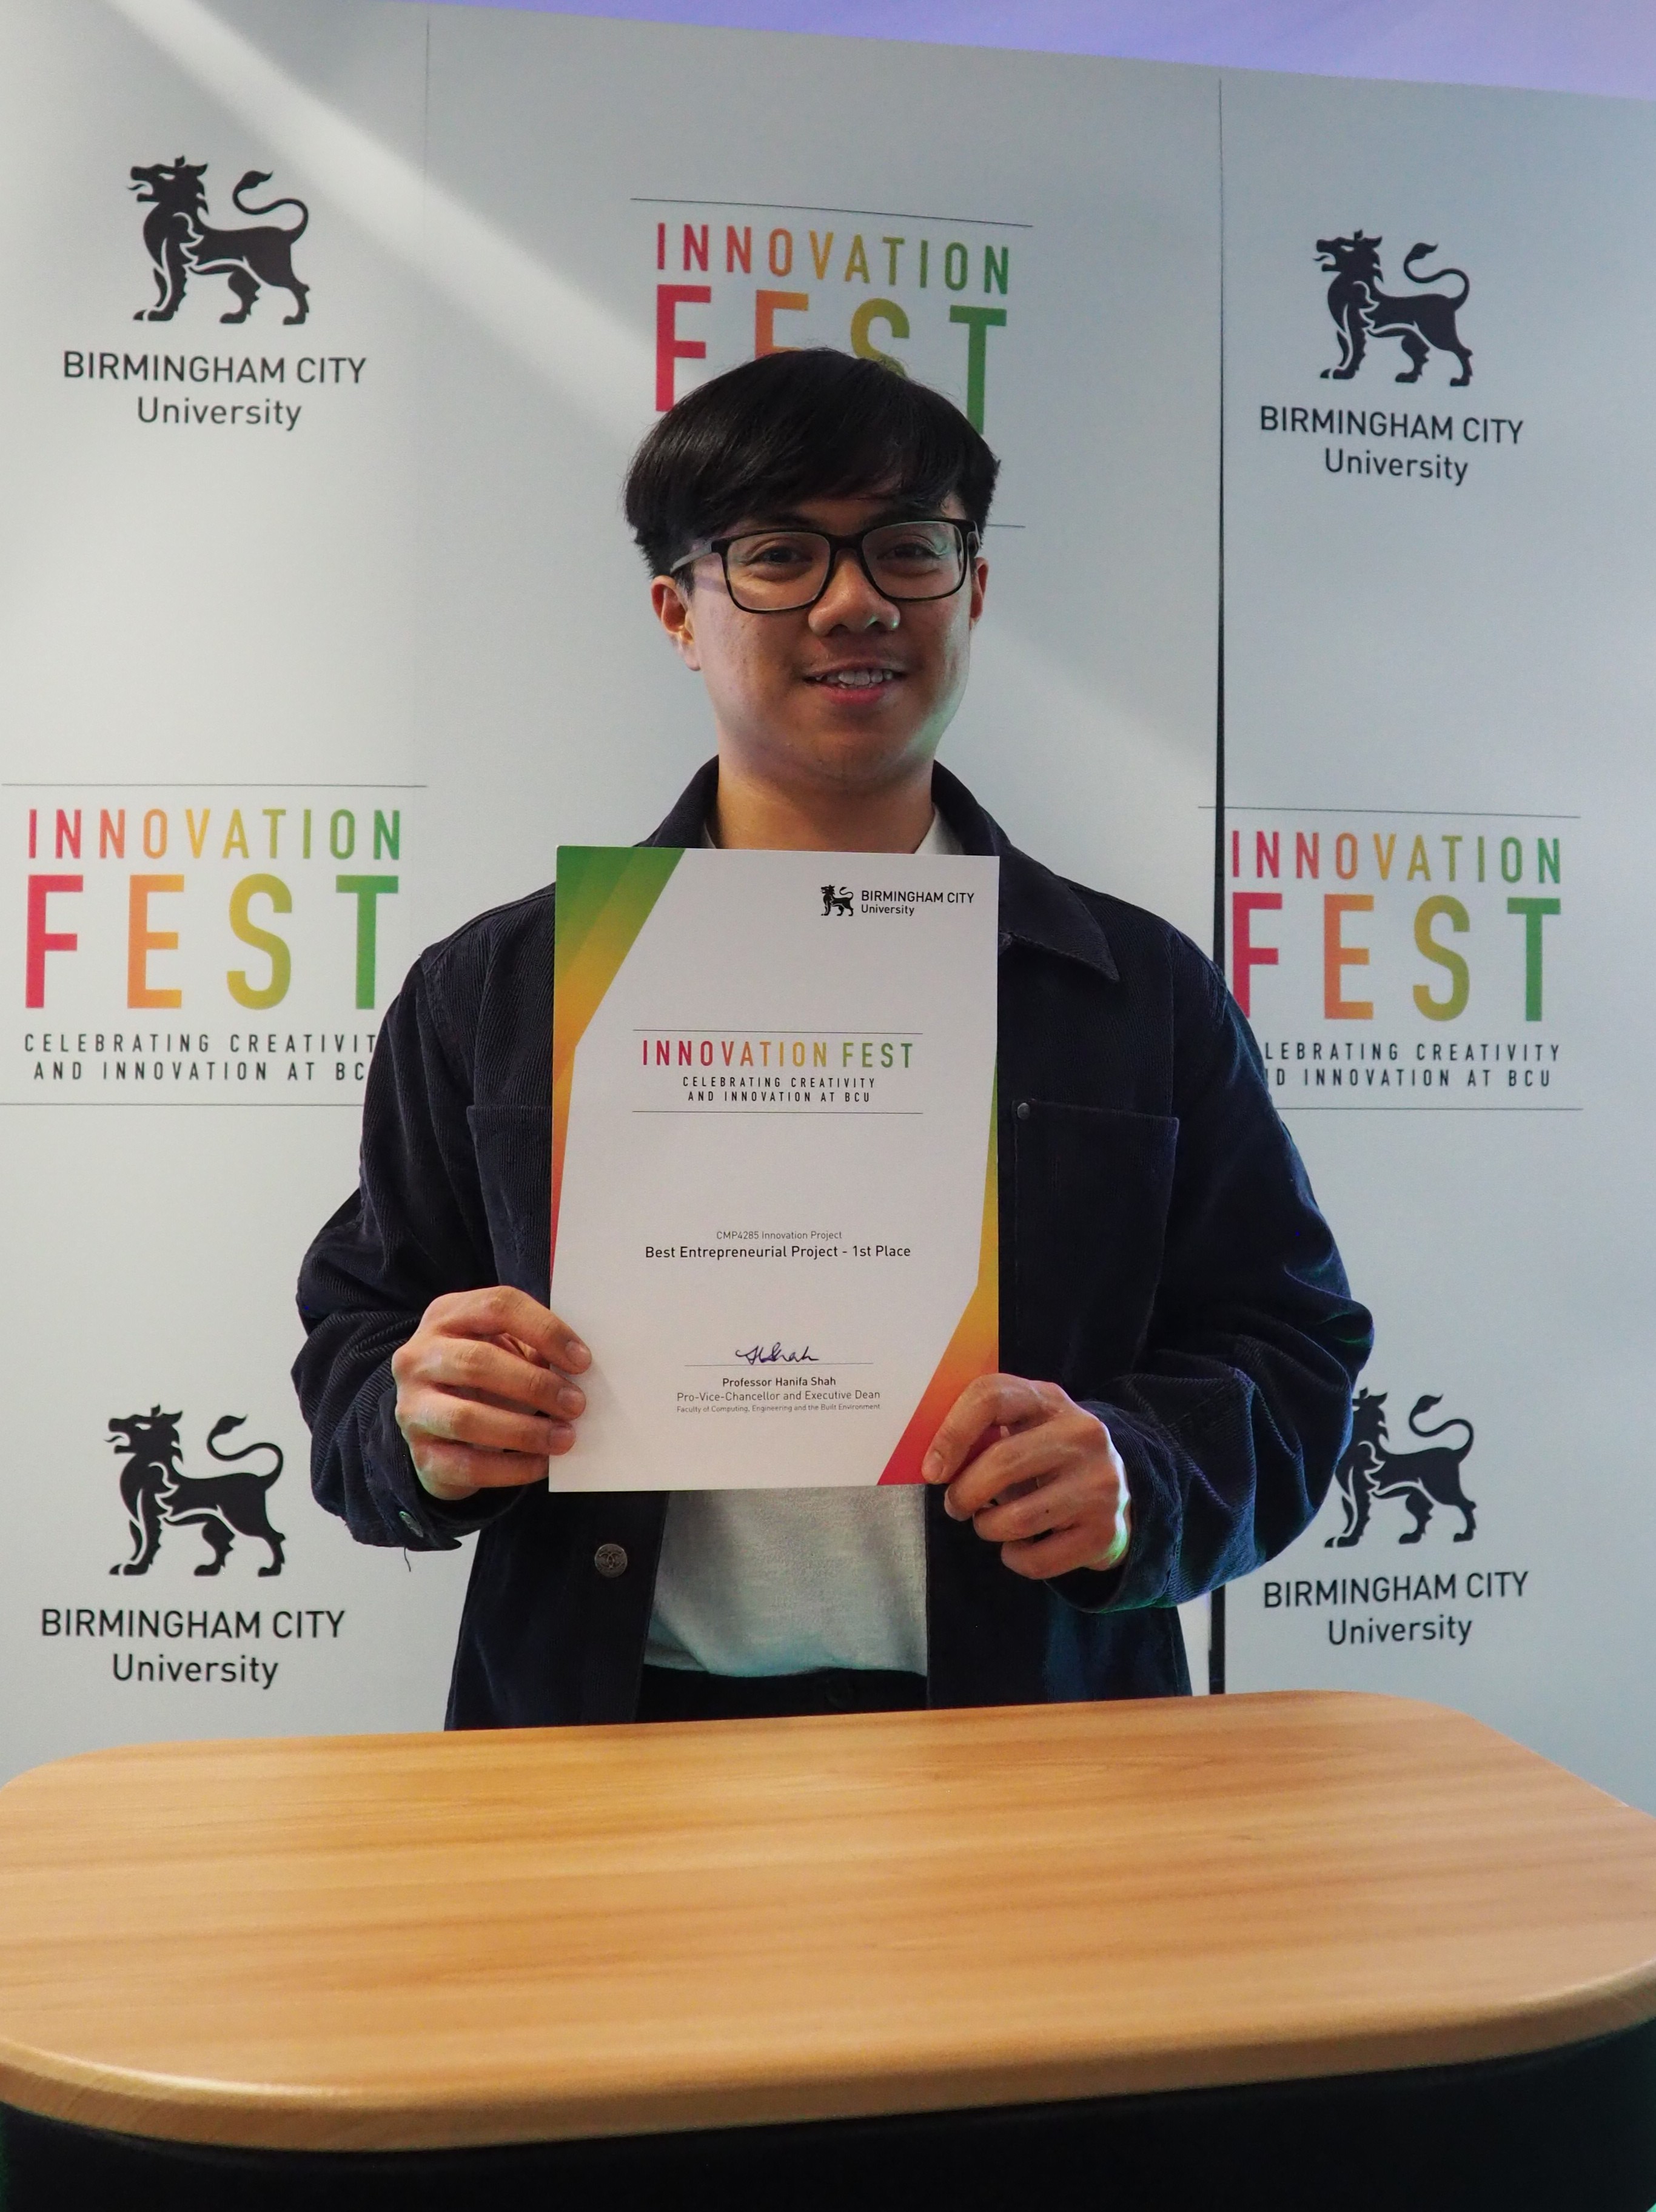 BIRMINGHAM CITY
University
INNOVATION
FEST
BIRMINGHAM CITY
University
INNOVATION
FEST
CELEBRATING CREATIVIT
AND INNOVATION AT BC
INNOVATION
FEST
LEBRATING CREATIVITY
D INNOVATION AT BCU
BIRMINGHAM CITY
University
INNOVATION FEST
CELEBRATING CREATIVITY
AND INNOVATION AT BCU
CMP4285 Innovation Project
Best Entrepreneurial Project - 1st Place
HShah
Professor Hanifa Shah
Pro-Vice-Chancellor and Executive Dean
Faculty of Computing, Engineering and the Built Environment
BIRMINGHAM CITY
University
BIRMINGHAM CITY
University